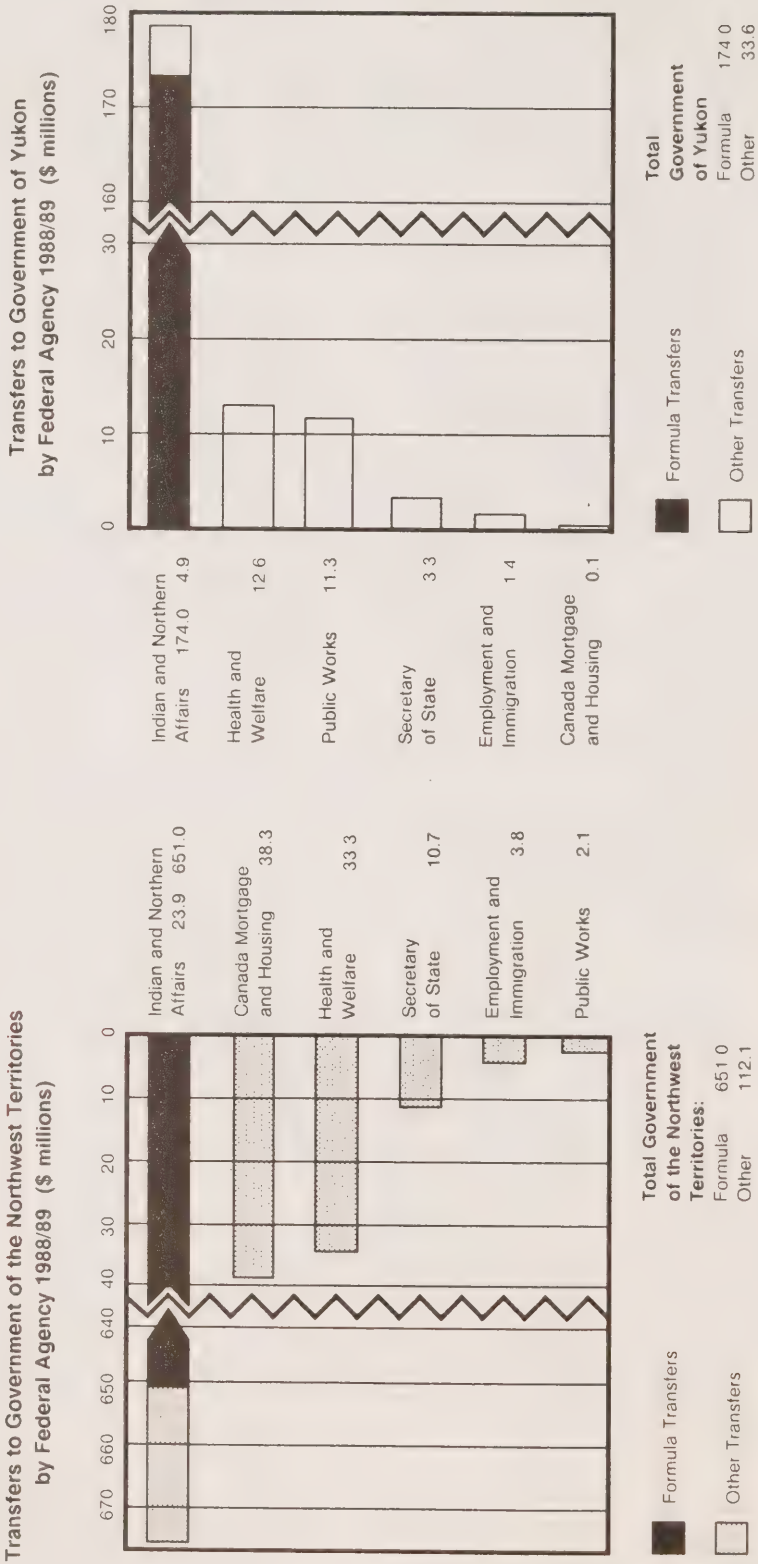 Transfers to Government of the Northwest Territories
by Federal Agency 1988/89 ($ millions)
670 660 650 640 40 30 20 10 0
Indian and Northern
Affairs 23.9 651.0
Canada Mortgage
and Housing 38.3
Health and
Welfare 33 3
Secretary
of State 10.7
Employment and
Immigration 3.8
Public Works 2.1
Formula Transfers
Other Transfers
Total Government
of the Northwest
Territories:
Formula 651 0
Other 112.1
Transfers to Government of Yukon
by Federal Agency 1988/89 ($ millions)
0 10 20 30 160 170 180
Indian and Northern
Affairs 174.0 4.9
Health and
Welfare 12 6
Public Works 11.3
Secretary
of State 3 3
Employment and
Immigration 1 4
Canada Mortgage
and Housing 0.1
Formula Transfers
Other Transfers
Total
Government
of Yukon
Formula 174 0
Other 33.6